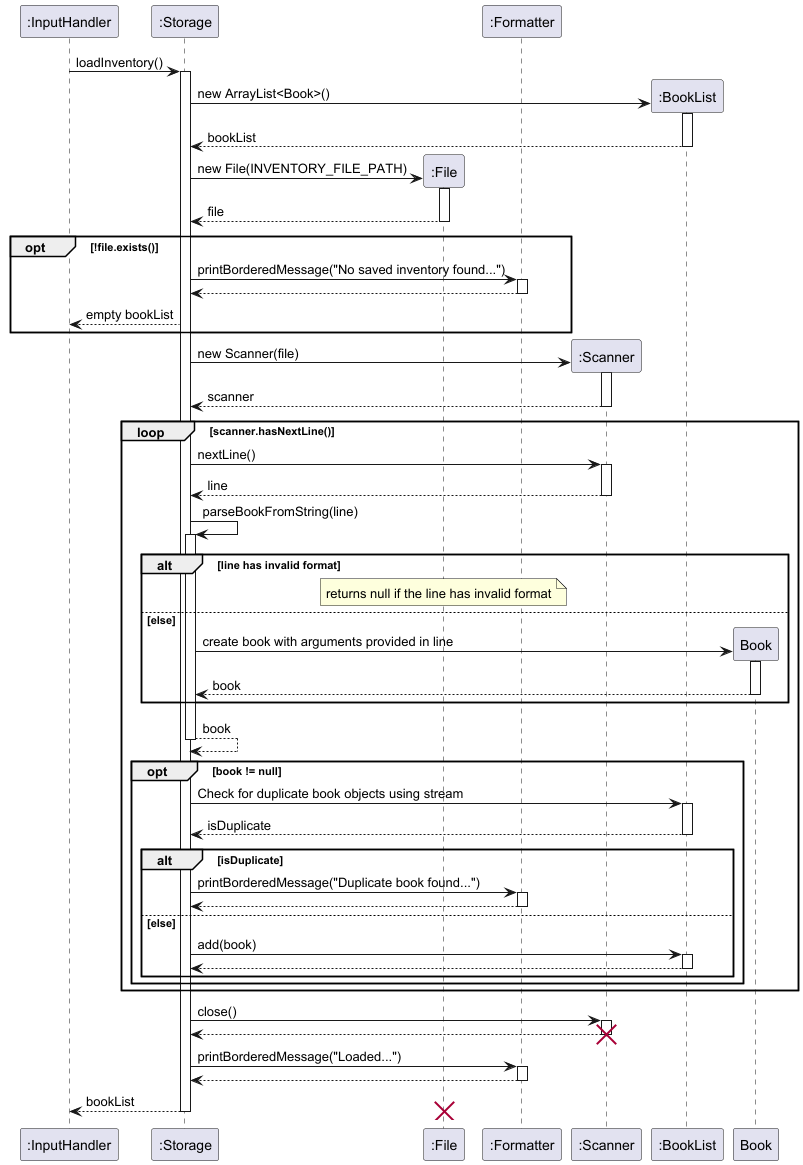 :InputHandler :Storage :Formatter
loadInventory()
new ArrayList<Book>() :BookList
bookList
new File(INVENTORY_FILE_PATH) :File
file
opt [!file.exists()]
printBorderedMessage("No saved inventory found...")
empty bookList
new Scanner(file) :Scanner
scanner
loop [scanner.hasNextLine()]
nextLine()
line
parseBookFromString(line)
alt [line has invalid format]
returns null if the line has invalid format
[else]
create book with arguments provided in line Book
book
book
opt [book != null]
Check for duplicate book objects using stream
isDuplicate
alt [isDuplicate]
printBorderedMessage("Duplicate book found...")
[else]
add(book)
close()
printBorderedMessage("Loaded...")
bookList
:InputHandler :Storage :File :Formatter :Scanner :BookList Book